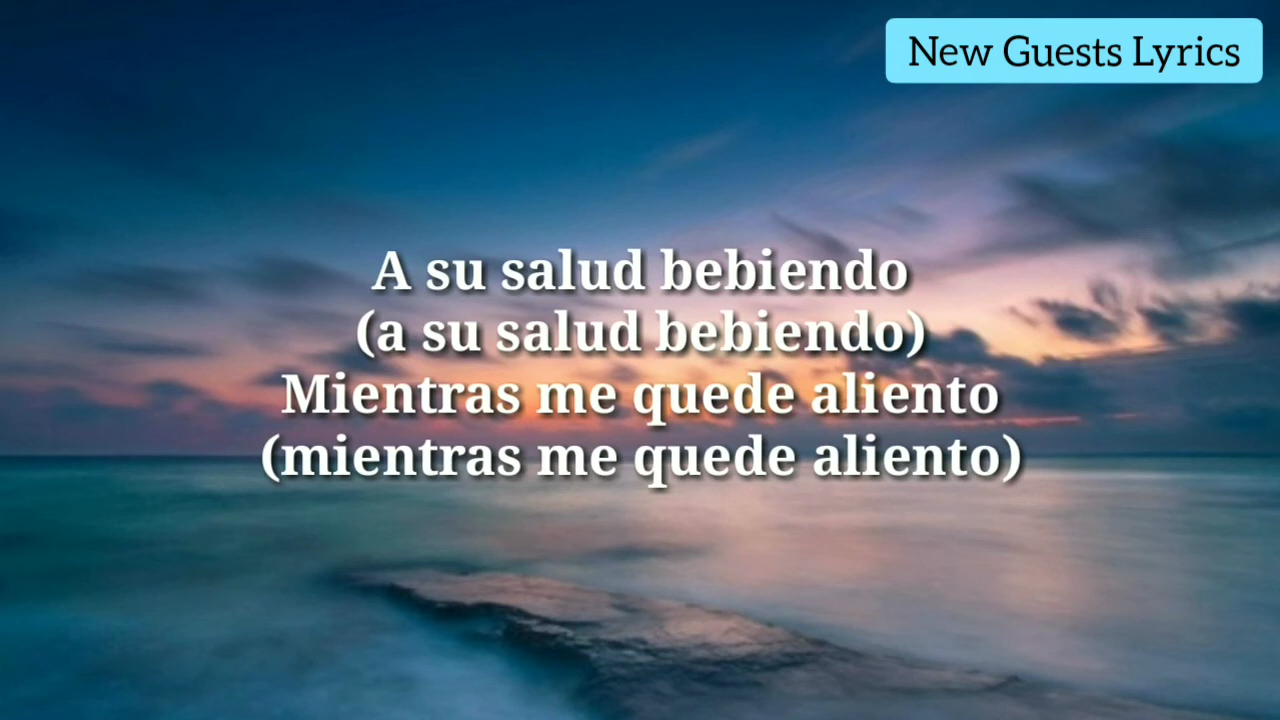 New Guests Lyrics
A su salud bebiendo
(a su salud bebiendo)
Mientras me quede aliento
(mientras me quede aliento)